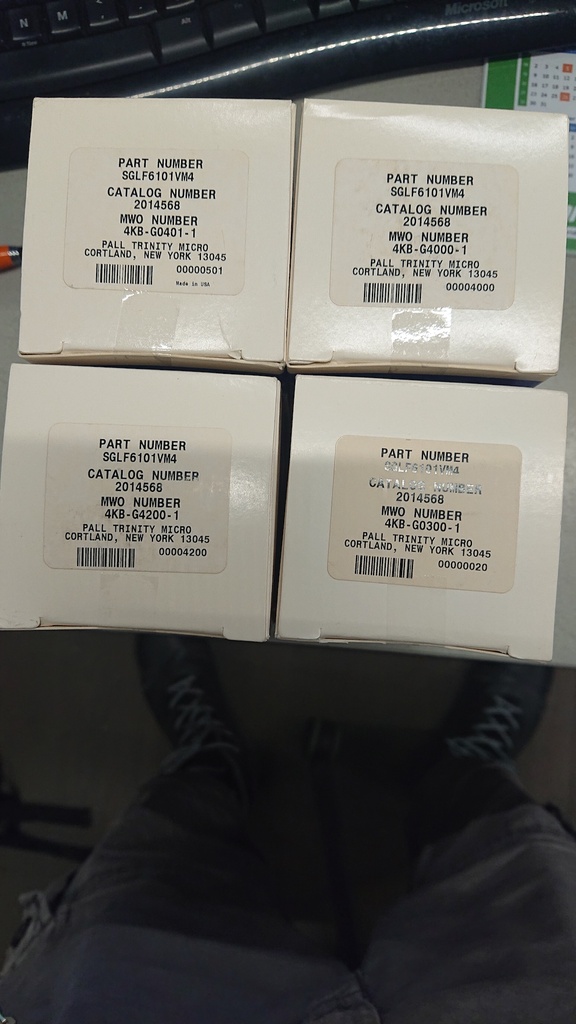 N
M
Alt
Microsoft
PART NUMBER
SGLF6101VM4
CATALOG NUMBER
2014568
MWO NUMBER
4KB-G0401-1
PALL TRINITY MICRO
CORTLAND, NEW YORK 13045
00000501
Made in USA
PART NUMBER
SGLF6101VM4
CATALOG NUMBER
2014568
MWO NUMBER
4KB-G4000-1
PALL TRINITY MICRO
CORTLAND, NEW YORK 13045
00004000
PART NUMBER
SGLF6101VM4
CATALOG NUMBER
2014568
MWO NUMBER
4KB-G4200-1
PALL TRINITY MICRO
CORTLAND, NEW YORK 13045
00004200
PART NUMBER
SGLF6101VM4
CATALOG NUMBER
2014568
MWO NUMBER
4KB-G0300-1
PALL TRINITY MICRO
CORTLAND, NEW YORK 13045
00000020